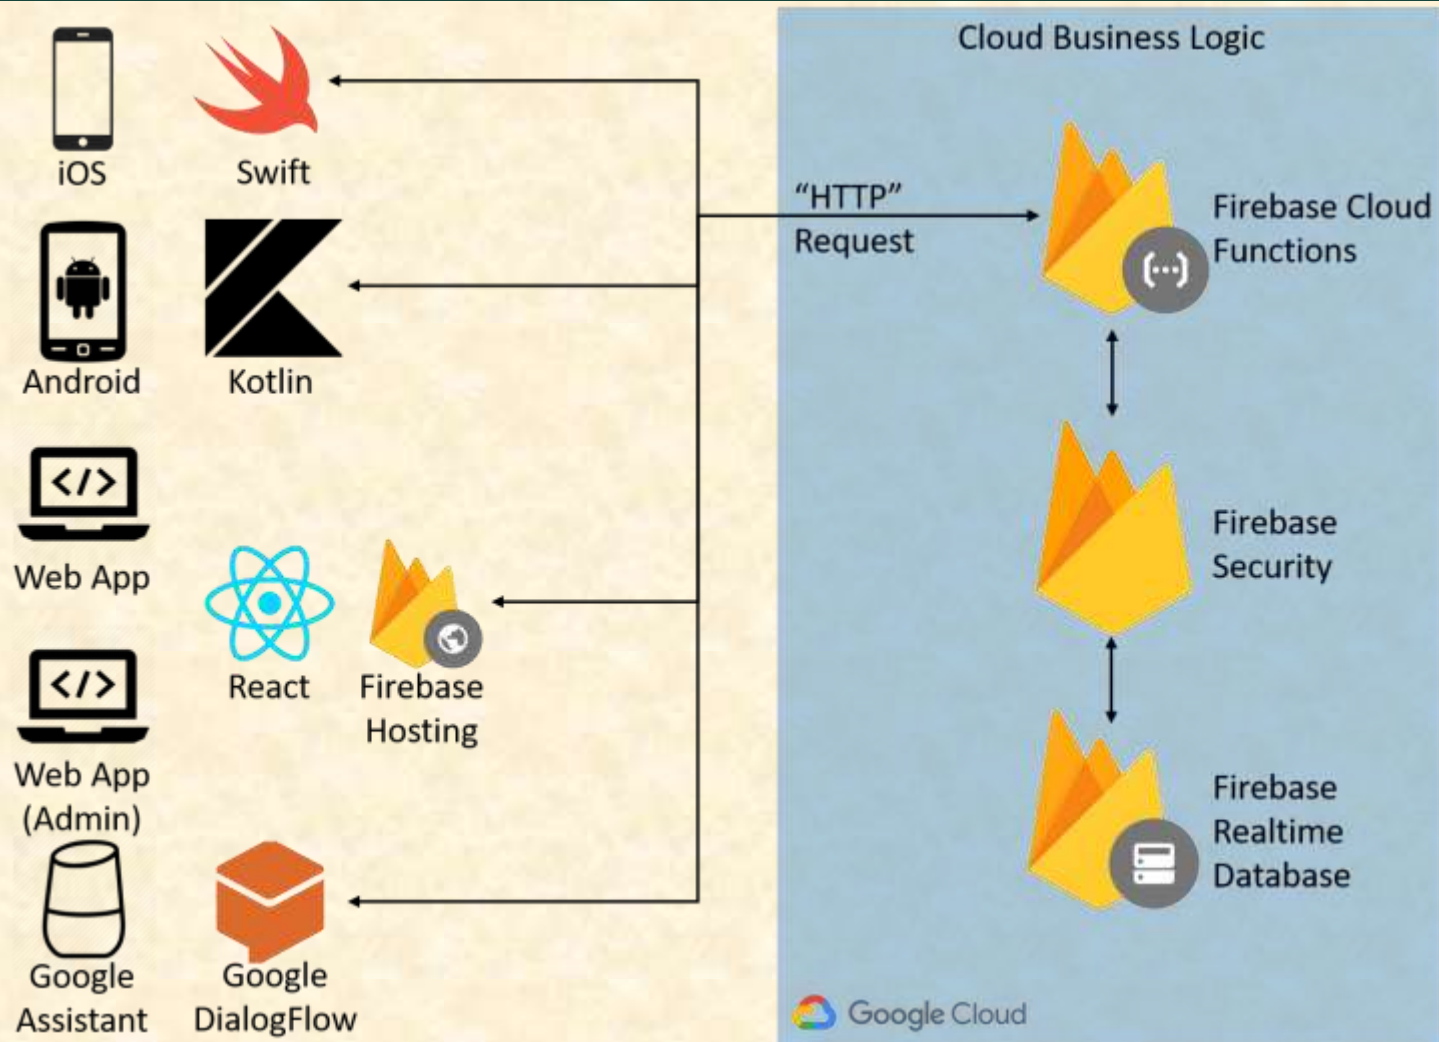 Cloud Business Logic
iOS
Swift
“HTTP”
Request
Firebase Cloud
Functions
Android
Kotlin
</>
Web App
Firebase
Security
React
Firebase
Hosting
</>
Web App
(Admin)
Firebase
Realtime
Database
Google
Assistant
Google
DialogFlow
Google Cloud